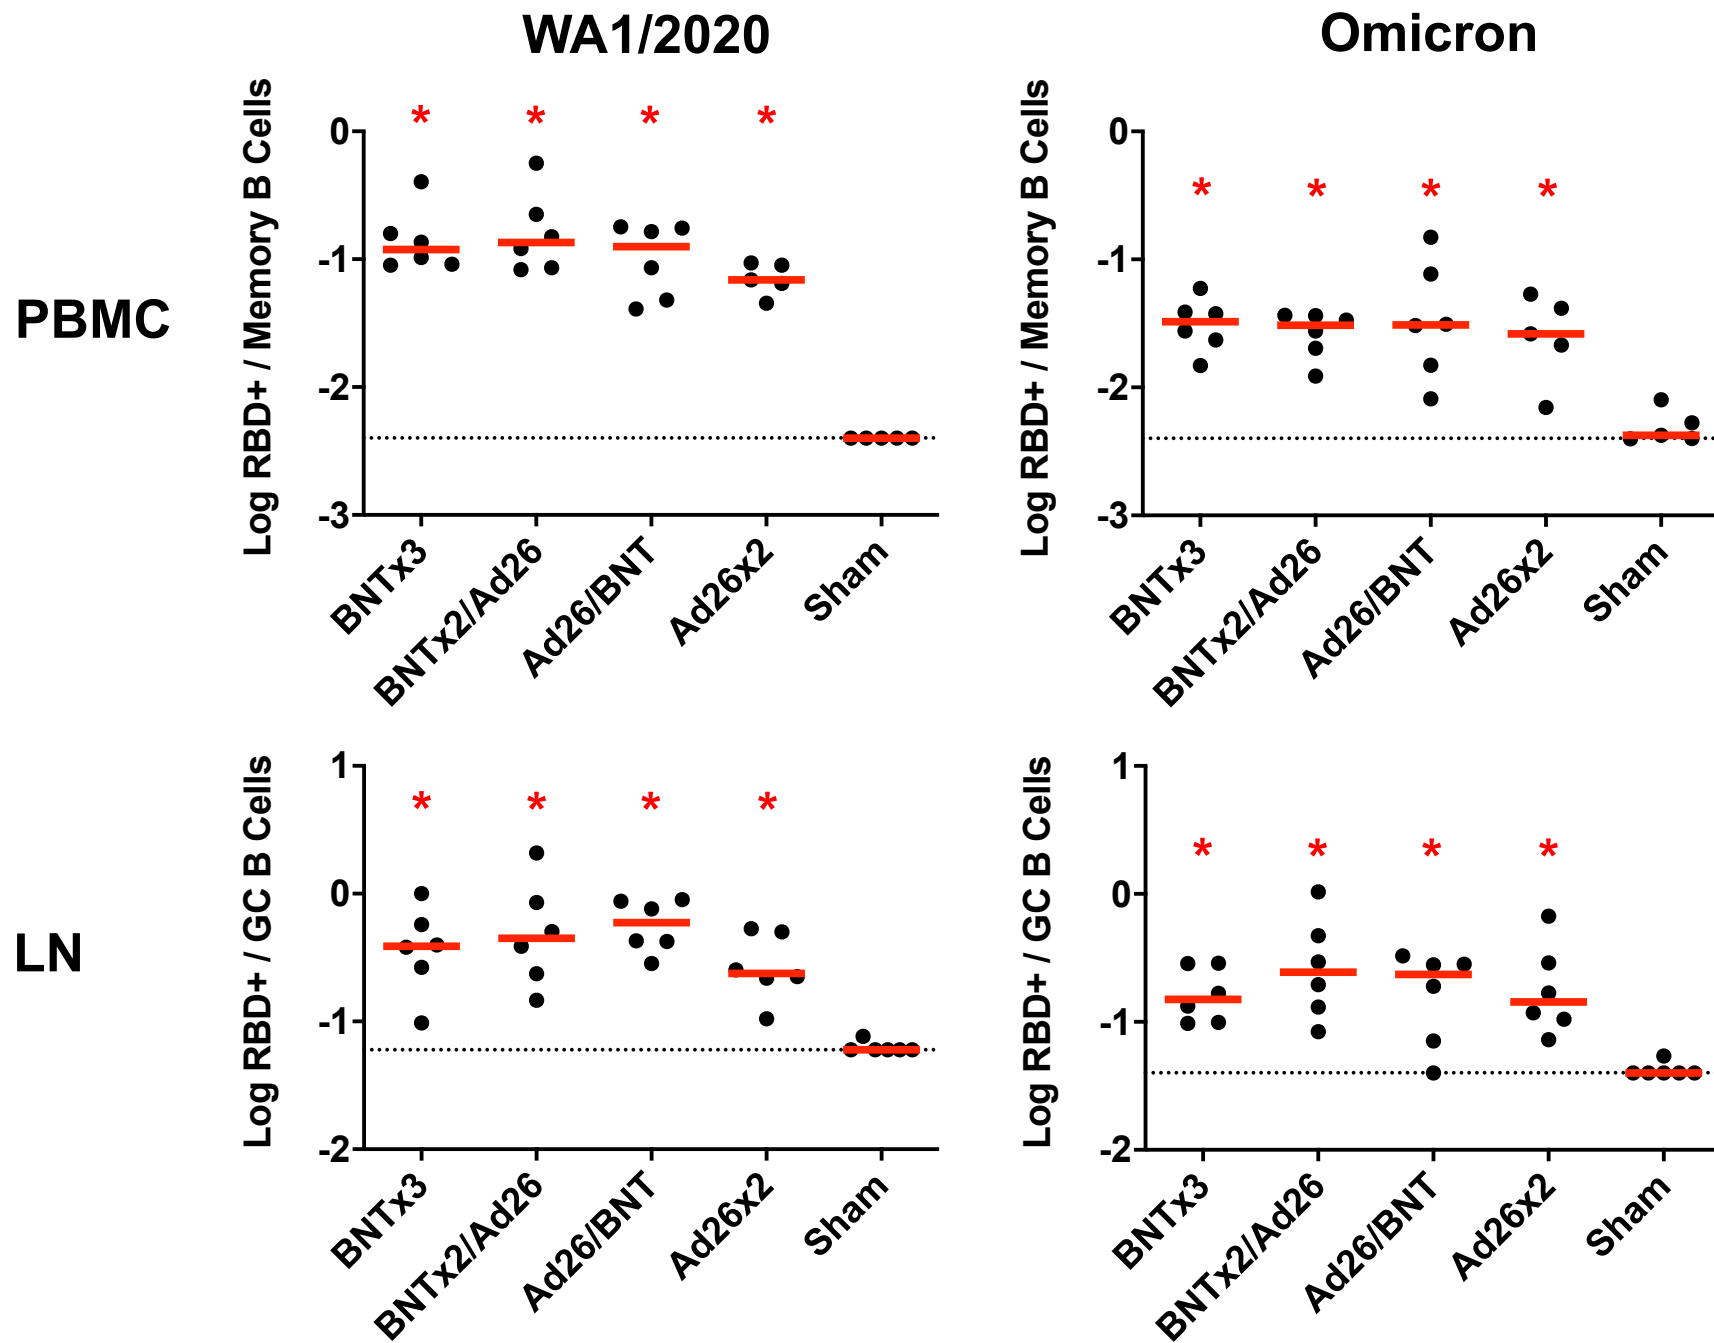 WA1/2020
Omicron
PBMC
Log RBD+ / Memory B Cells
0
-1
-2
-3
* * * *
BNTx3
BNTx2/Ad26
Ad26/BNT
Ad26x2
Sham
Log RBD+ / Memory B Cells
0
-1
-2
-3
* * * *
BNTx3
BNTx2/Ad26
Ad26/BNT
Ad26x2
Sham
LN
Log RBD+ / GC B Cells
1
0
-1
-2
* * * *
BNTx3
BNTx2/Ad26
Ad26/BNT
Ad26x2
Sham
Log RBD+ / GC B Cells
1
0
-1
-2
* * * *
BNTx3
BNTx2/Ad26
Ad26/BNT
Ad26x2
Sham